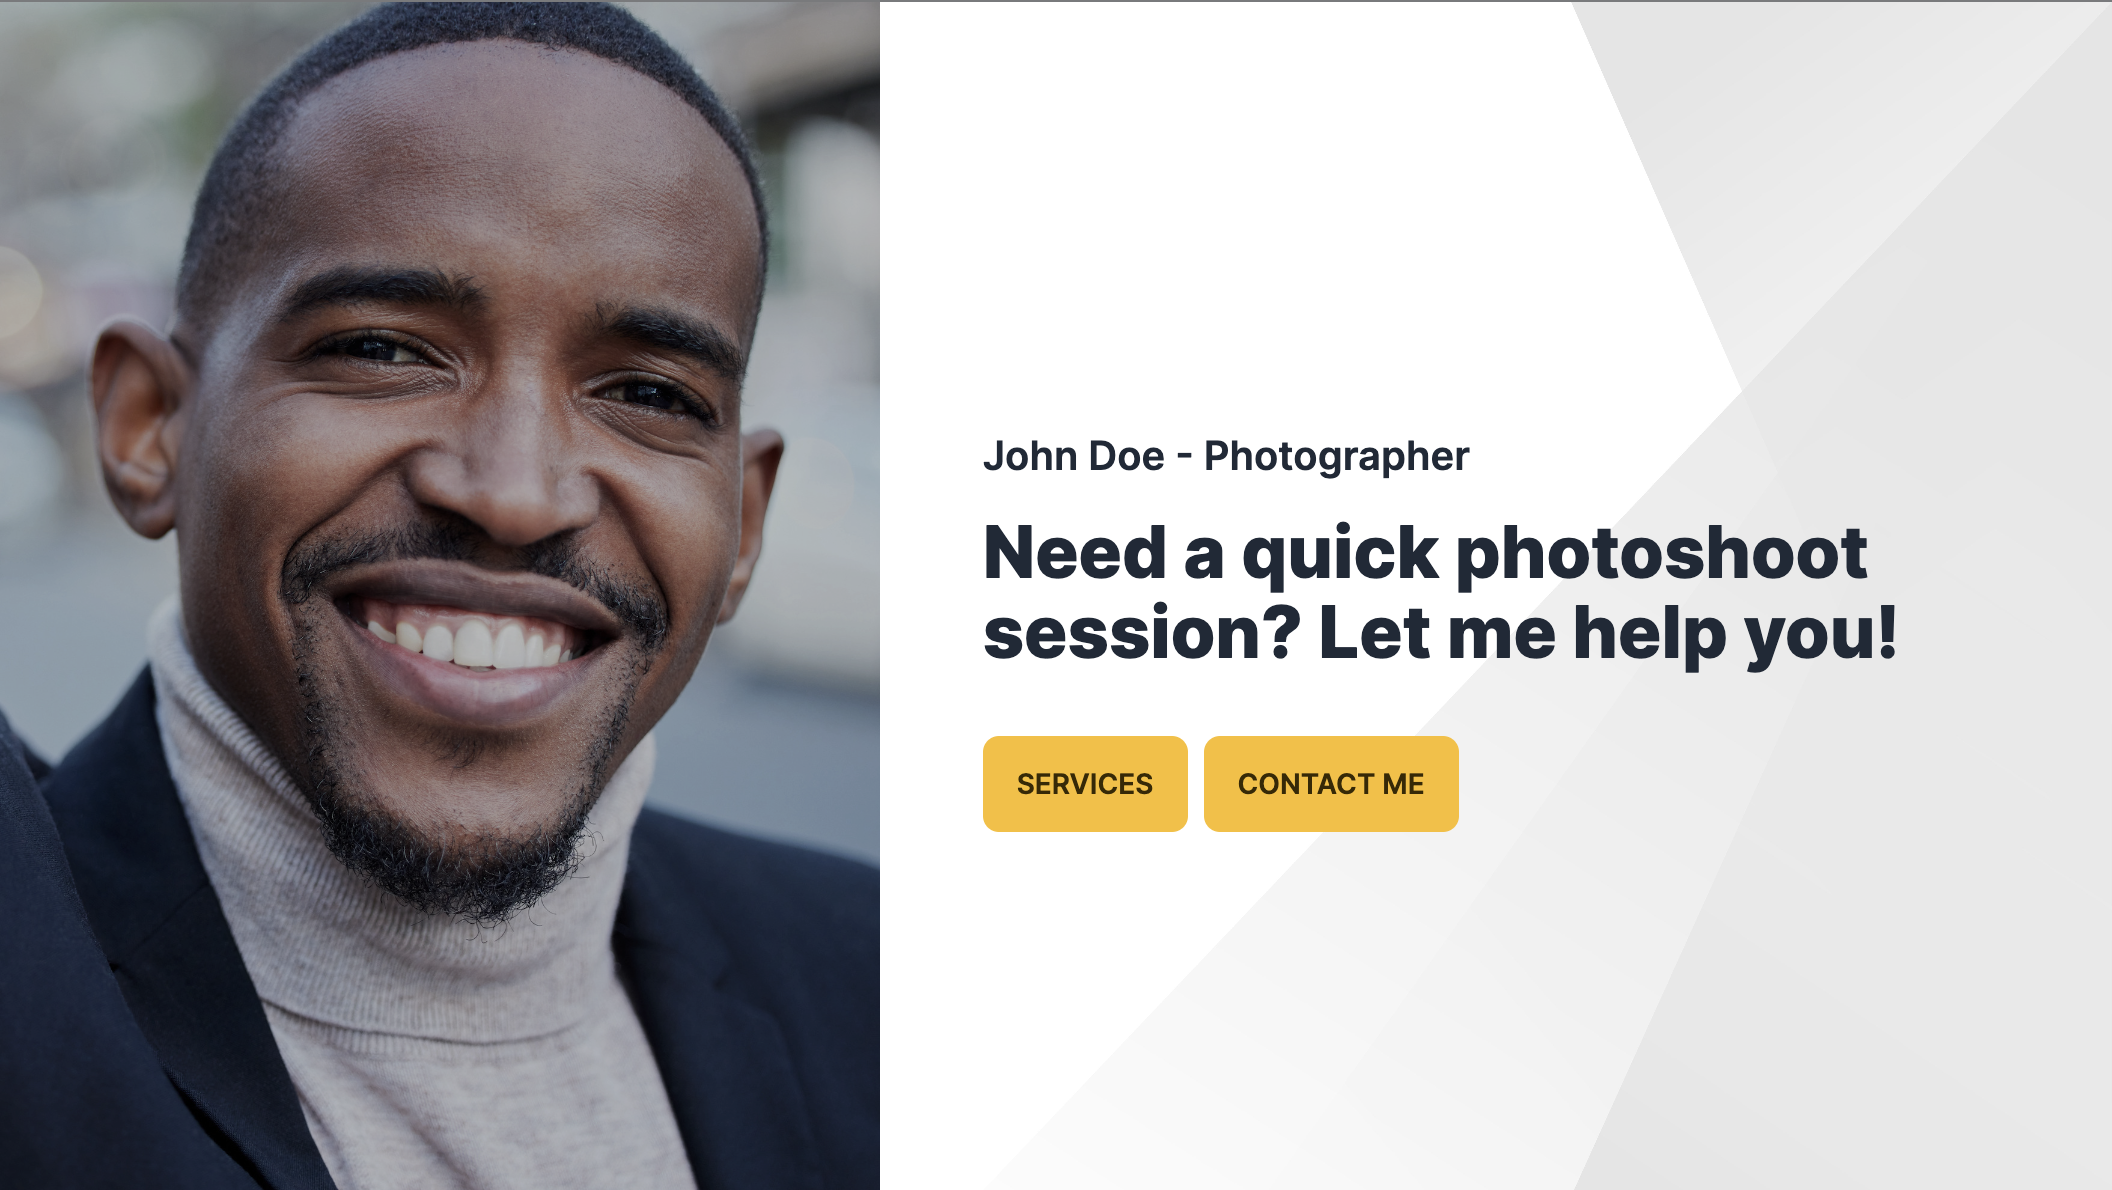 John Doe - Photographer
Need a quick photoshoot
session? Let me help you!
SERVICES
CONTACT ME